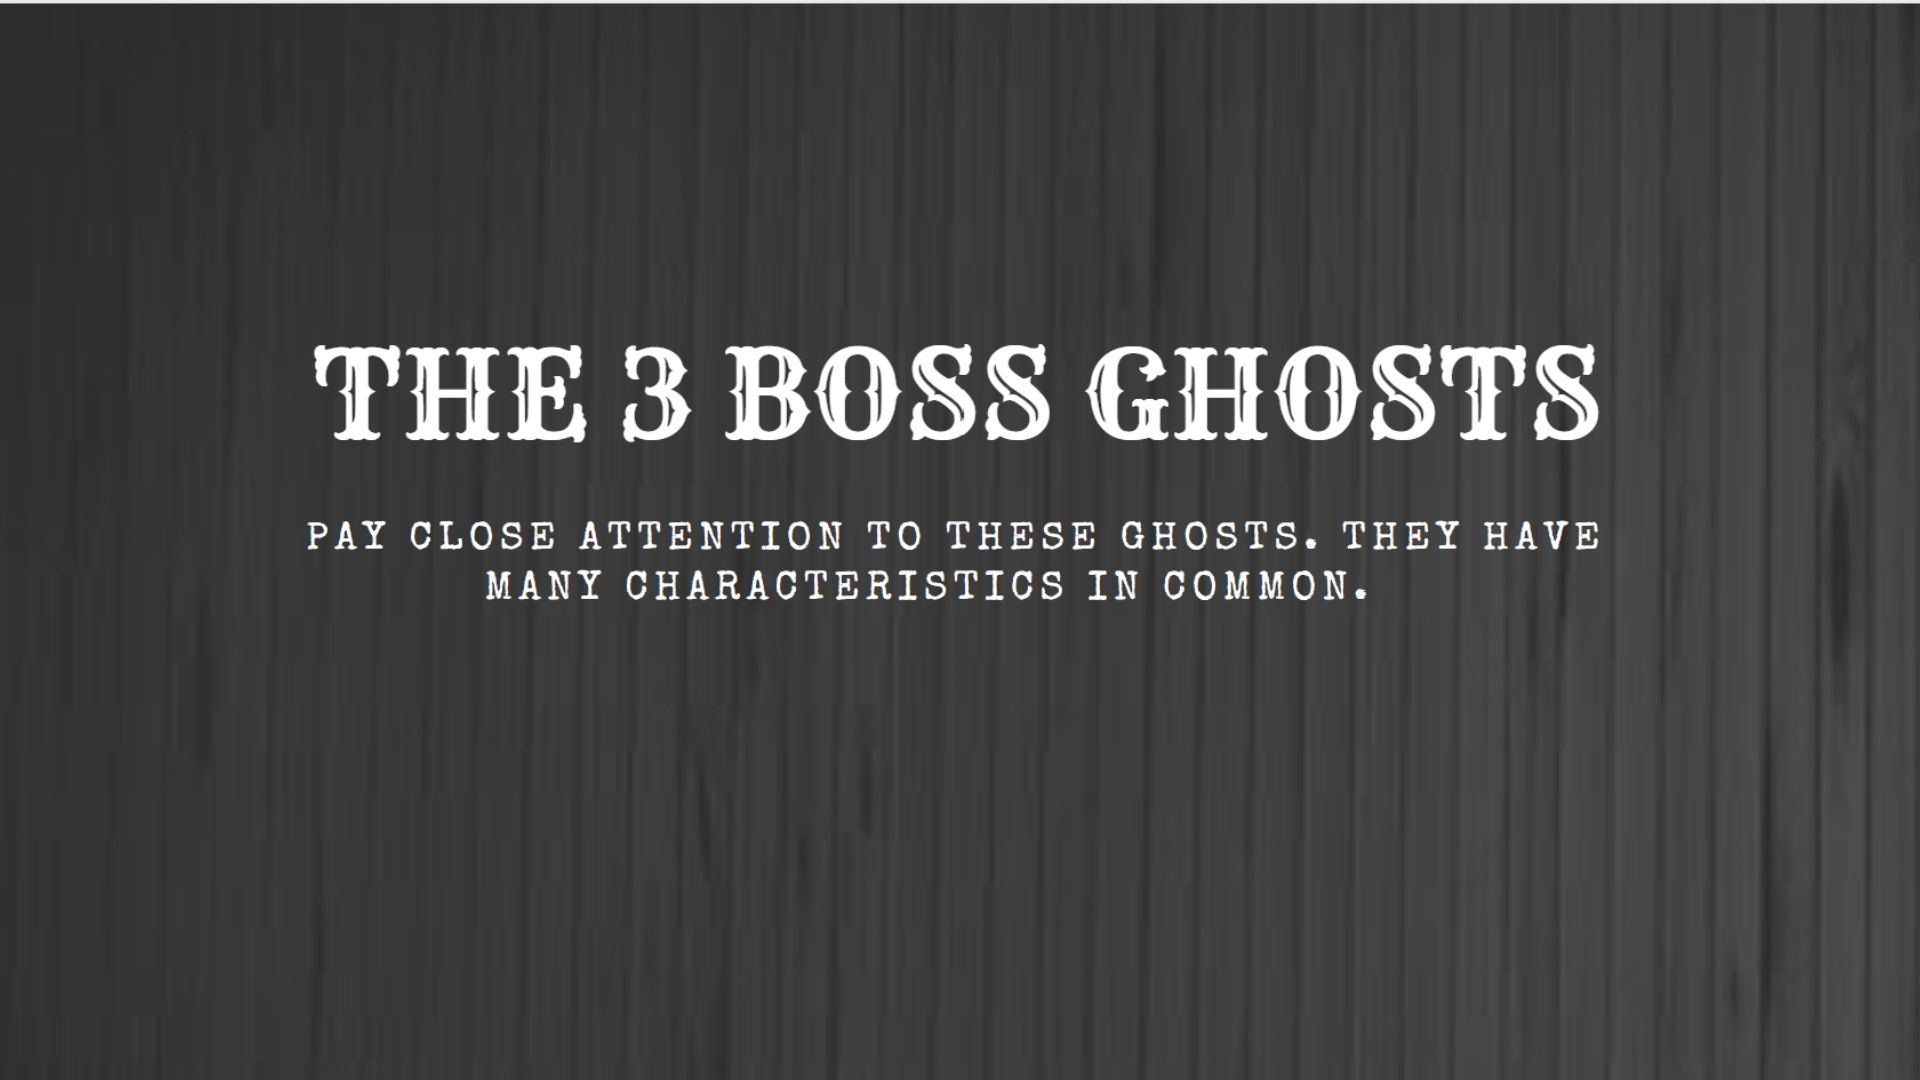 THE 3 BOSS GHOSTS
PAY CLOSE ATTENTION TO THESE GHOSTS. THEY HAVE
MANY CHARACTERISTICS IN COMMON.